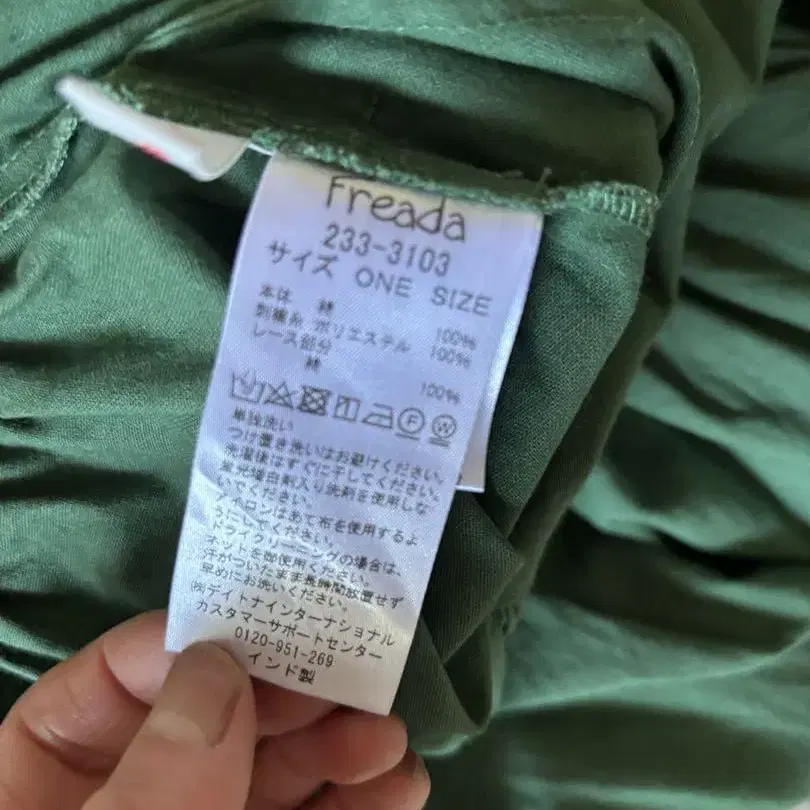 Freada
233-3103
サイズ ONE SIZE
本体 綿 100%
刺繍糸 ポリエステル 100%
レース部分
綿 100%
単独洗い
つけ置き洗いはお避けください。
洗濯後はすぐに干してください。
蛍光増白剤入り洗剤を使用しな
いでください。
アイロンはあて布を使用するよ
うにしてください。
ドライクリーニングの場合は、
ネットを御使用ください。
汗がついたまま長時間放置せず
早めにお洗いください。
㈱デイトナインターナショナル
カスタマーサポートセンター
0120-951-269
インド製